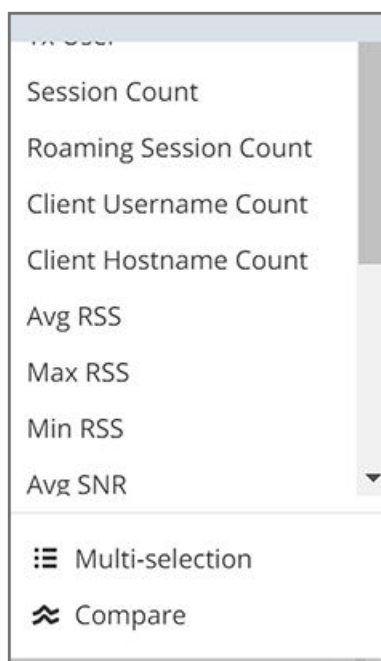 Session Count
Roaming Session Count
Client Username Count
Client Hostname Count
Avg RSS
Max RSS
Min RSS
Avg SNR
Multi-selection
Compare